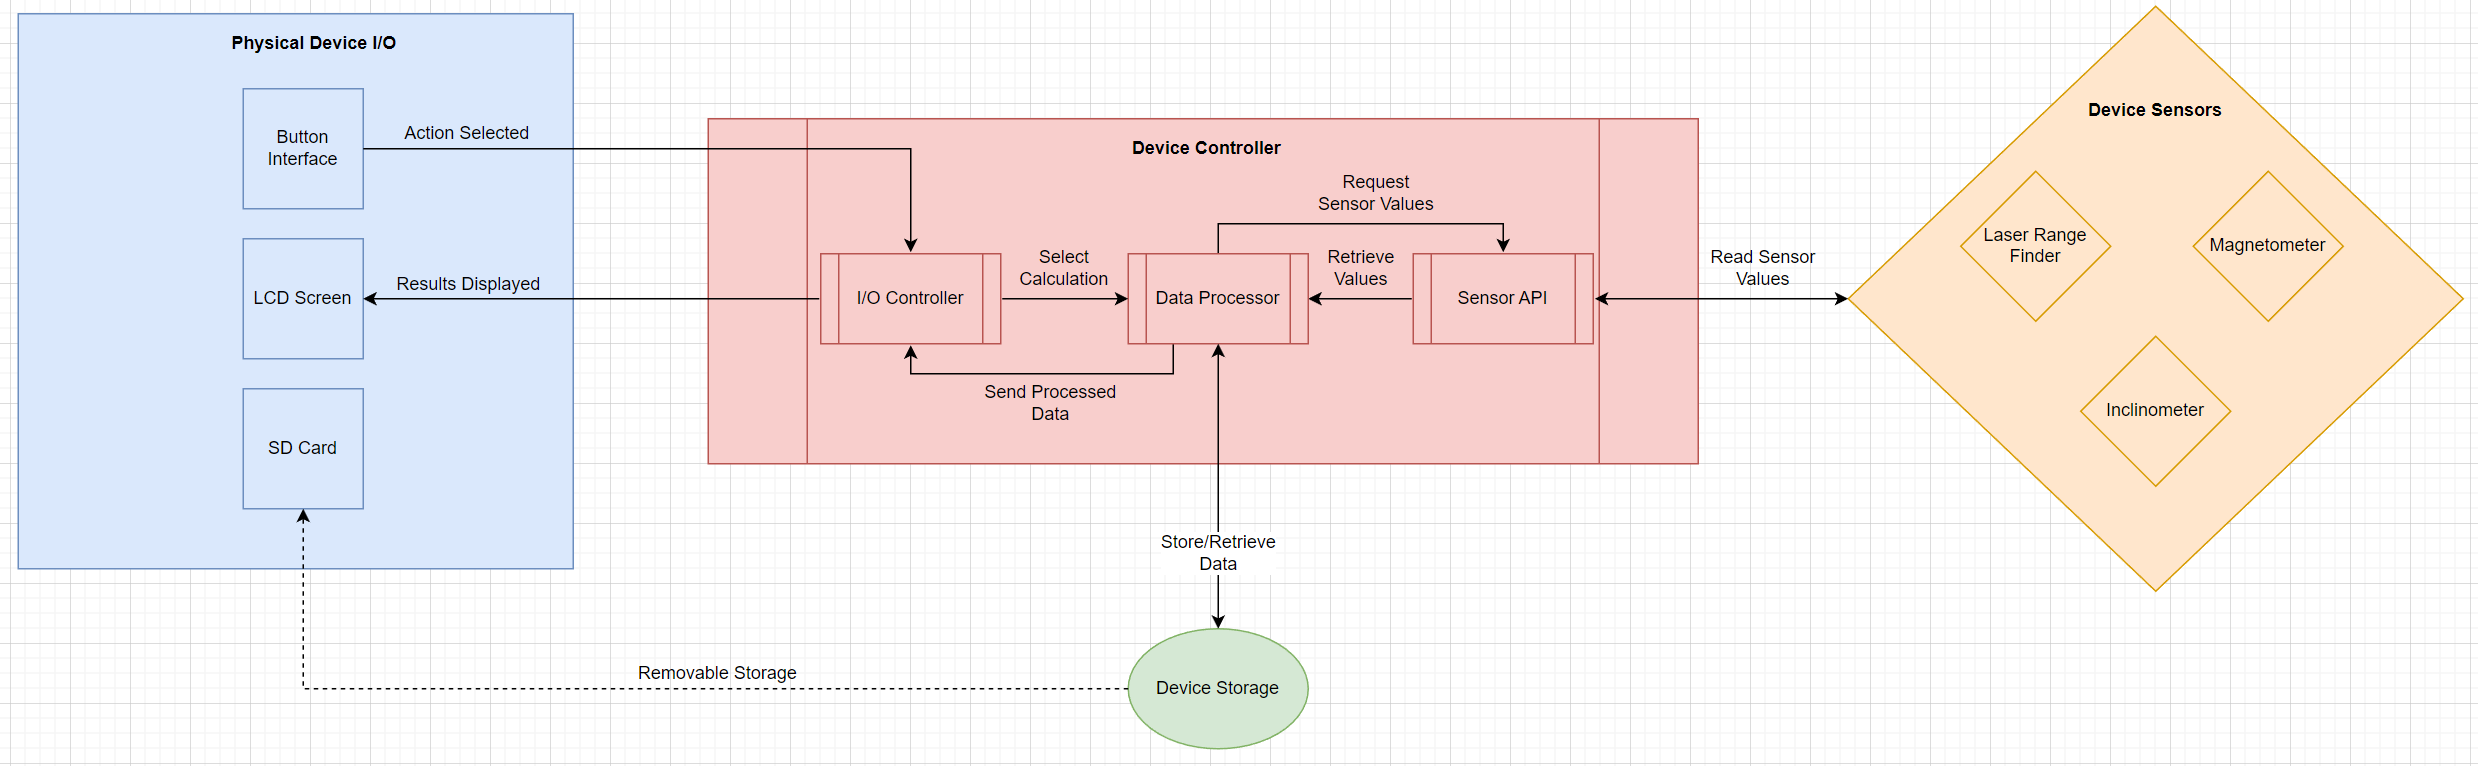 Physical Device I/O
Button
Interface
Action Selected
LCD Screen
Results Displayed
SD Card
Device Controller
Request
Sensor Values
Select
Calculation
Retrieve
Values
I/O Controller
Data Processor
Sensor API
Send Processed
Data
Read Sensor
Values
Device Sensors
Laser Range
Finder
Magnetometer
Inclinometer
Store/Retrieve
Data
Removable Storage
Device Storage